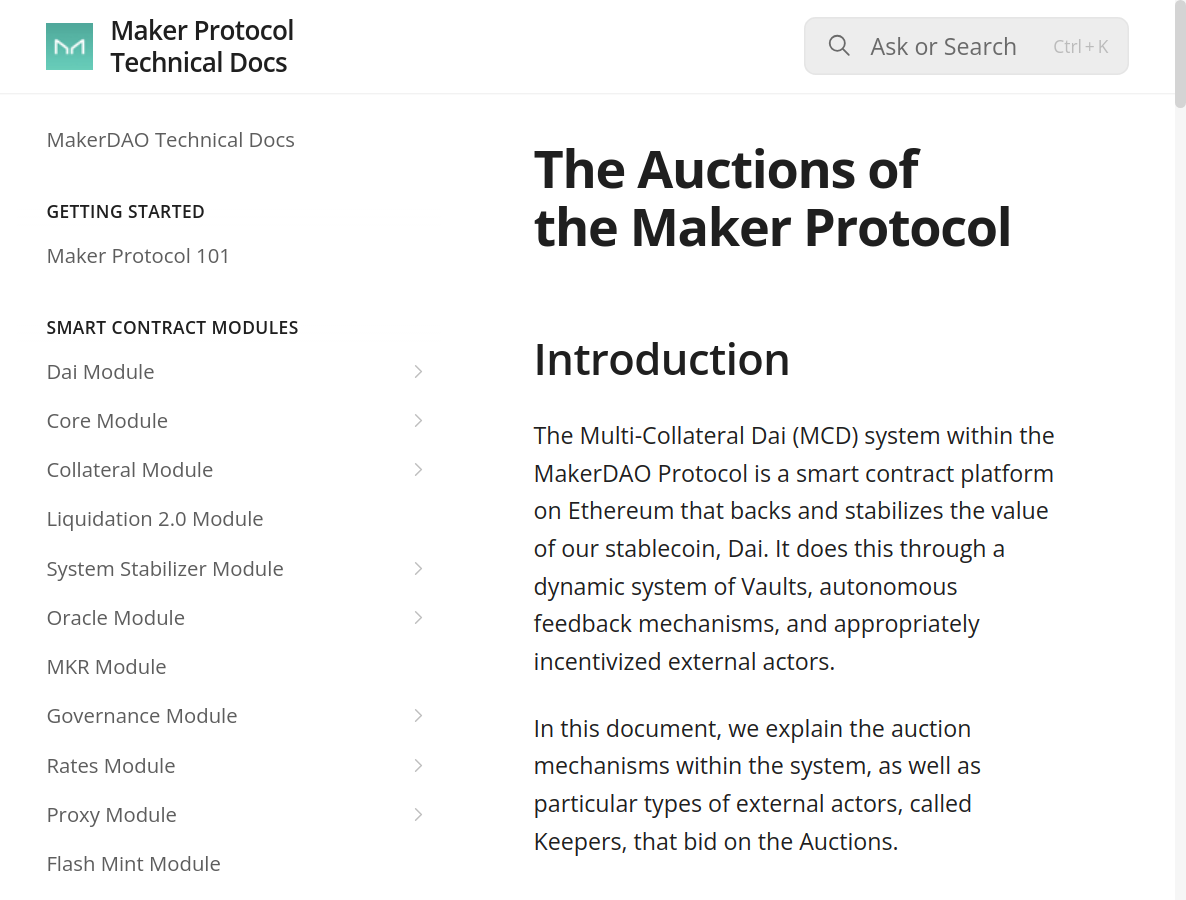 Maker Protocol
Technical Docs
Ask or Search
Ctrl + K
MakerDAO Technical Docs
GETTING STARTED
Maker Protocol 101
SMART CONTRACT MODULES
Dai Module
Core Module
Collateral Module
Liquidation 2.0 Module
System Stabilizer Module
Oracle Module
MKR Module
Governance Module
Rates Module
Proxy Module
Flash Mint Module
The Auctions of
the Maker Protocol
Introduction
The Multi-Collateral Dai (MCD) system within the
MakerDAO Protocol is a smart contract platform
on Ethereum that backs and stabilizes the value
of our stablecoin, Dai. It does this through a
dynamic system of Vaults, autonomous
feedback mechanisms, and appropriately
incentivized external actors.
In this document, we explain the auction
mechanisms within the system, as well as
particular types of external actors, called
Keepers, that bid on the Auctions.